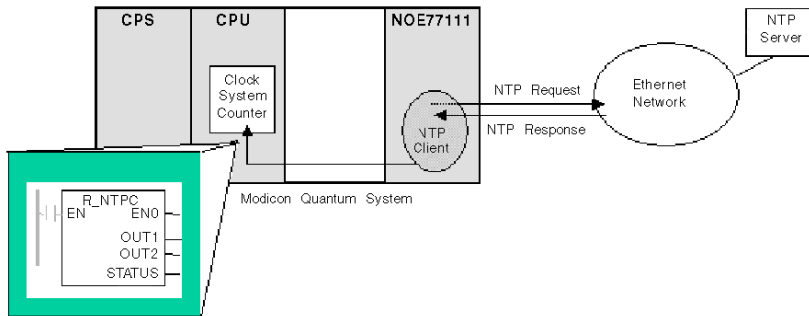 CPS
CPU
NOE77111
NTP
Server
Clock
System
Counter
NTP Request
Ethernet
Network
NTP Response
NTP
Client
Modicon Quantum System
R_NTPC
EN
EN0
OUT1
OUT2
STATUS